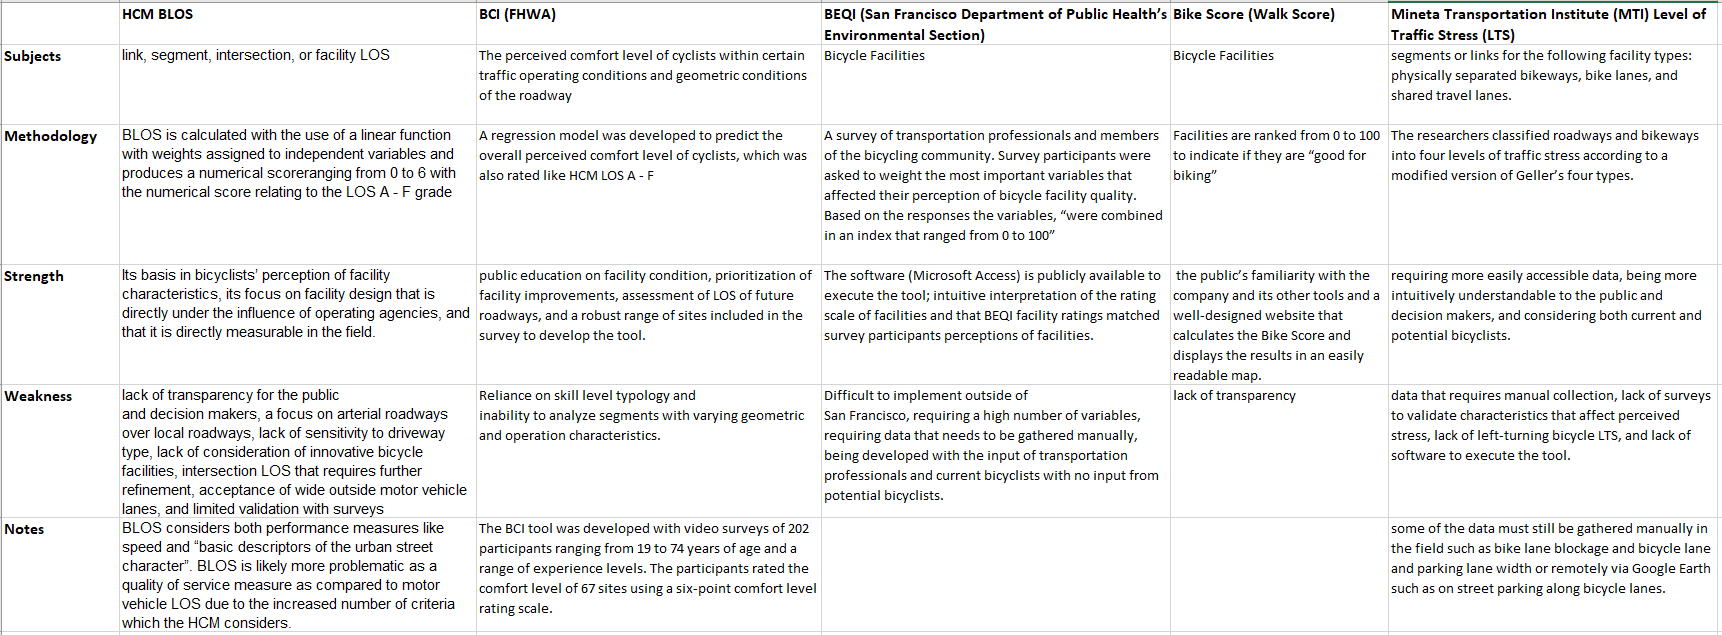 HCM BLOS
BCI (FHWA)
BEQI (San Francisco Department of Public Health's
Environmental Section)
Bike Score (Walk Score)
Mineta Transportation Institute (MTI) Level of
Traffic Stress (LTS)
Subjects
link, segment, intersection, or facility LOS
The perceived comfort level of cyclists within certain
traffic operating conditions and geometric conditions
of the roadway
Bicycle Facilities
Bicycle Facilities
segments or links for the following facility types:
physically separated bikeways, bike lanes, and
shared travel lanes.
Methodology
BLOS is calculated with the use of a linear function
with weights assigned to independent variables and
produces a numerical scoreranging from 0 to 6 with
the numerical score relating to the LOS A - F grade
A regression model was developed to predict the
overall perceived comfort level of cyclists, which was
also rated like HCM LOS A - F
A survey of transportation professionals and members
of the bicycling community. Survey participants were
asked to weight the most important variables that
affected their perception of bicycle facility quality.
Based on the responses the variables, “were combined
in an index that ranged from 0 to 100”
Facilities are ranked from 0 to 100
to indicate if they are “good for
biking”
The researchers classified roadways and bikeways
into four levels of traffic stress according to a
modified version of Geller's four types.
Strength
Its basis in bicyclists' perception of facility
characteristics, its focus on facility design that is
directly under the influence of operating agencies, and
that it is directly measurable in the field.
public education on facility condition, prioritization of
facility improvements, assessment of LOS of future
roadways, and a robust range of sites included in the
survey to develop the tool.
The software (Microsoft Access) is publicly available to
execute the tool; intuitive interpretation of the rating
scale of facilities and that BEQI facility ratings matched
survey participants perceptions of facilities.
the public's familiarity with the
company and its other tools and a
well-designed website that
calculates the Bike Score and
displays the results in an easily
readable map.
requiring more easily accessible data, being more
intuitively understandable to the public and
decision makers, and considering both current and
potential bicyclists.
Weakness
lack of transparency for the public
and decision makers, a focus on arterial roadways
over local roadways, lack of sensitivity to driveway
type, lack of consideration of innovative bicycle
facilities, intersection LOS that requires further
refinement, acceptance of wide outside motor vehicle
lanes, and limited validation with surveys
Reliance on skill level typology and
inability to analyze segments with varying geometric
and operation characteristics.
Difficult to implement outside of
San Francisco, requiring a high number of variables,
requiring data that needs to be gathered manually,
being developed with the input of transportation
professionals and current bicyclists with no input from
potential bicyclists.
lack of transparency
data that requires manual collection, lack of surveys
to validate characteristics that affect perceived
stress, lack of left-turning bicycle LTS, and lack of
software to execute the tool.
Notes
BLOS considers both performance measures like
speed and “basic descriptors of the urban street
character”. BLOS is likely more problematic as a
quality of service measure as compared to motor
vehicle LOS due to the increased number of criteria
which the HCM considers.
The BCI tool was developed with video surveys of 202
participants ranging from 19 to 74 years of age and a
range of experience levels. The participants rated the
comfort level of 67 sites using a six-point comfort level
rating scale.
some of the data must still be gathered manually in
the field such as bike lane blockage and bicycle lane
and parking lane width or remotely via Google Earth
such as on street parking along bicycle lanes.